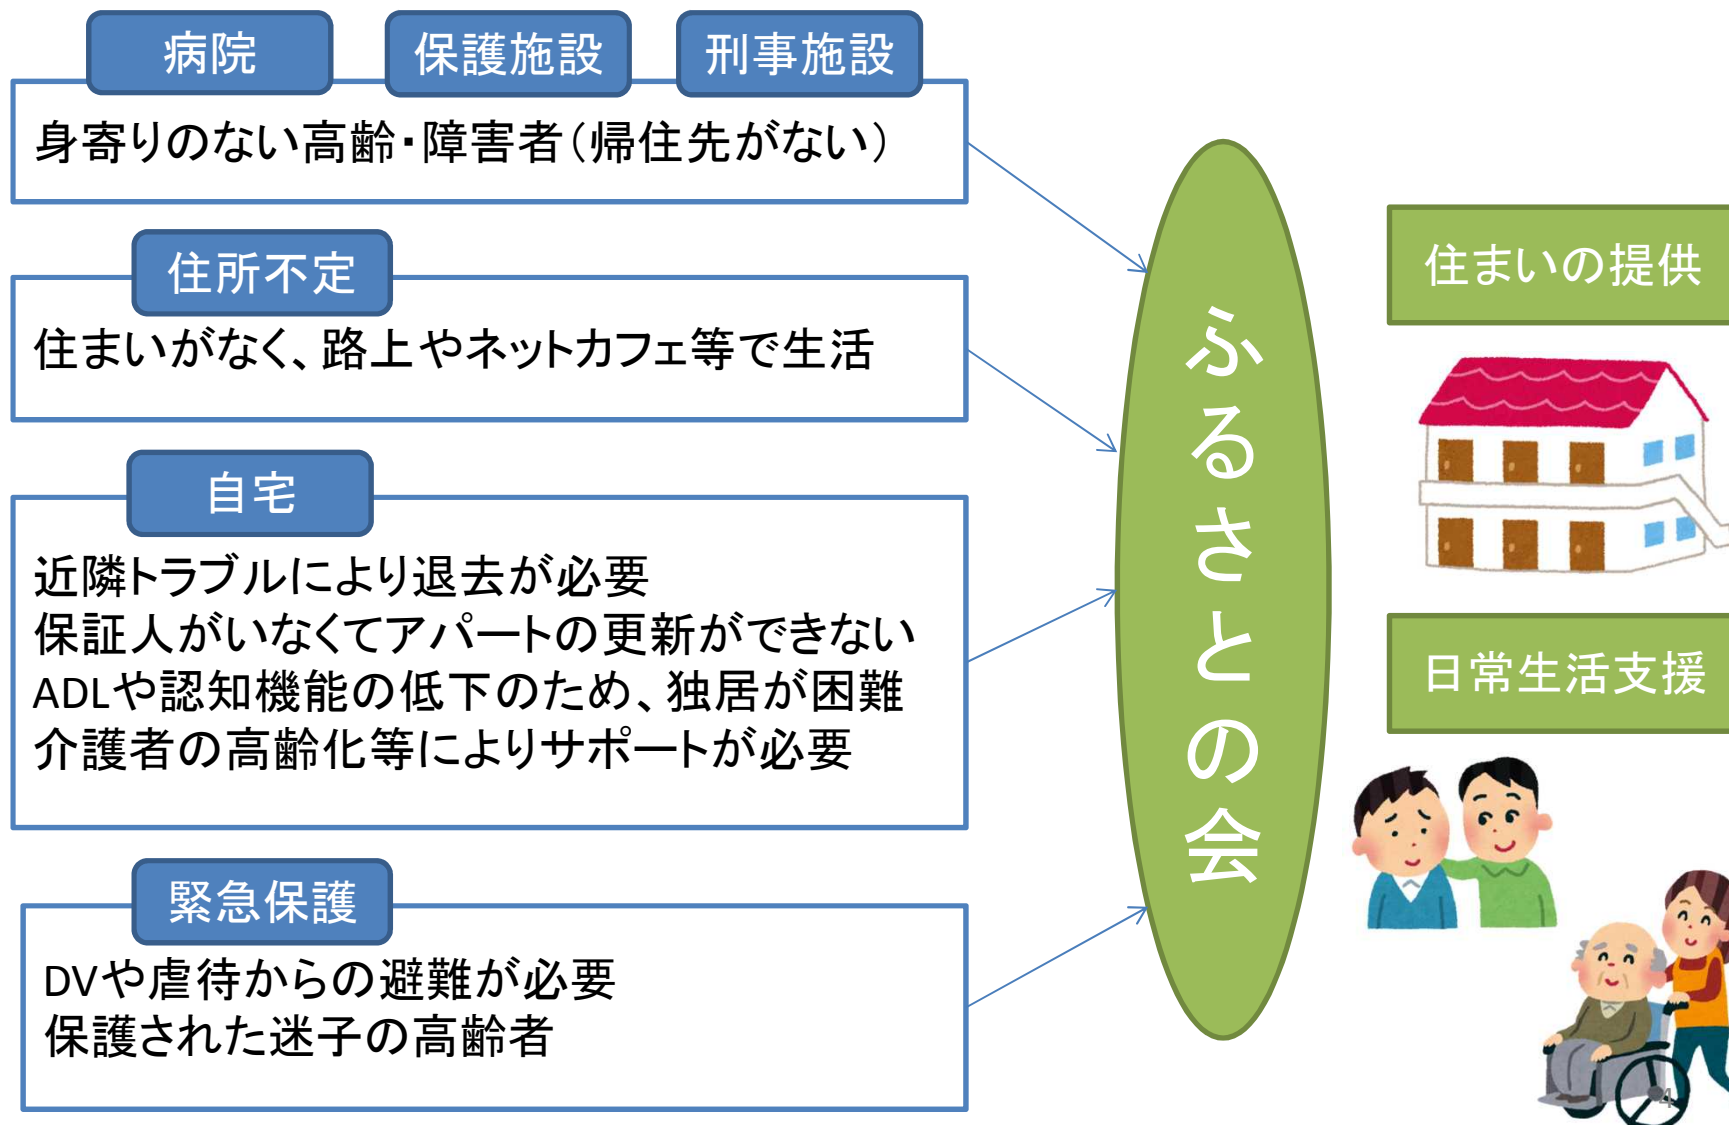 病院
保護施設
刑事施設
身寄りのない高齢・障害者(帰住先がない)
住所不定
住まいがなく、路上やネットカフェ等で生活
自宅
近隣トラブルにより退去が必要
保証人がいなくてアパートの更新ができない
ADLや認知機能の低下のため、独居が困難
介護者の高齢化等によりサポートが必要
緊急保護
DVや虐待からの避難が必要
保護された迷子の高齢者
ふるさとの会
住まいの提供
日常生活支援
4